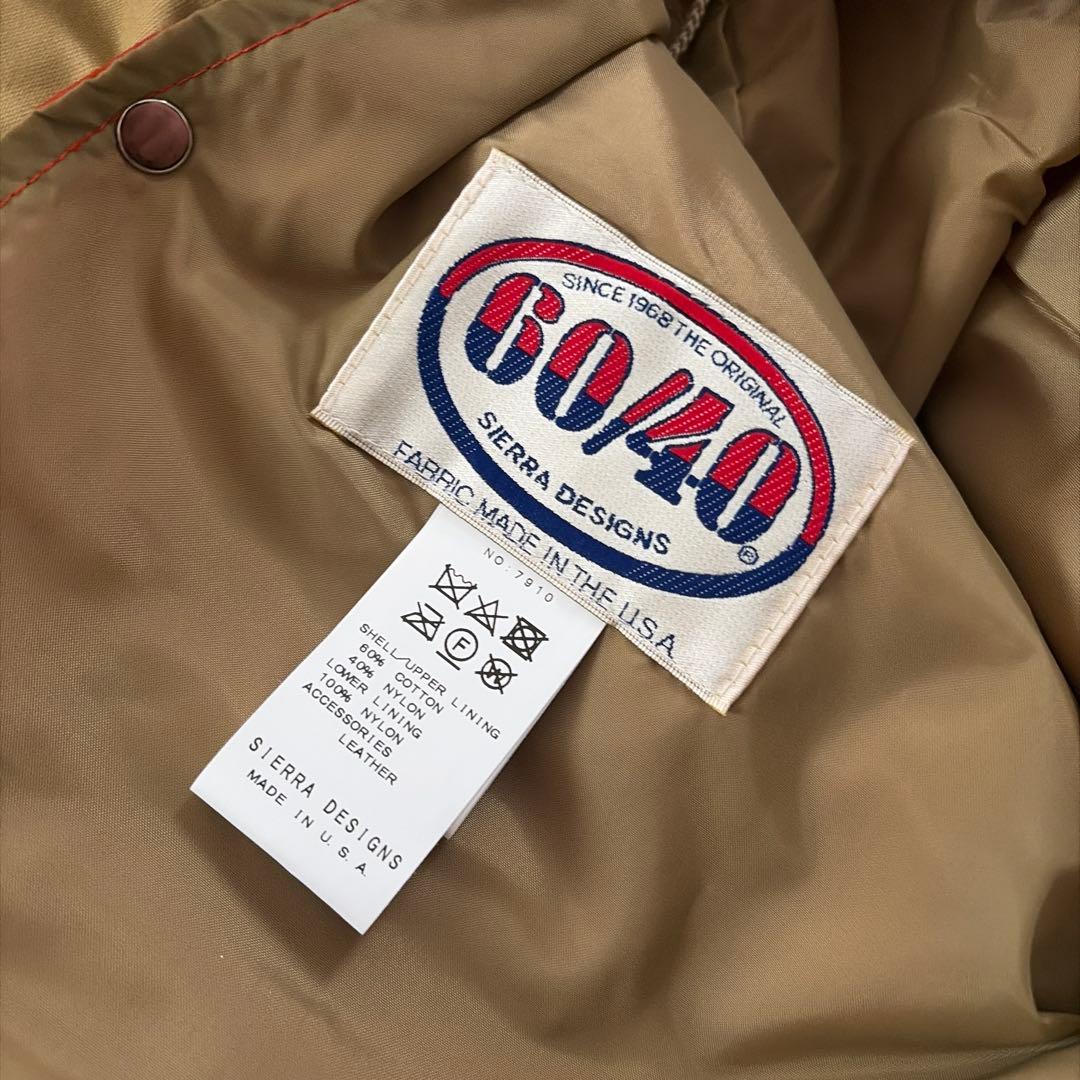 SINCE 1968 THE ORIGINAL
60/40
SIERRA DESIGNS
®
FABRIC MADE IN THE U.S.A
NO:7910
F
W
SHELL/UPPER LINING
60% COTTON
40% NYLON
LOWER LINING
100% NYLON
ACCESSORIES
LEATHER
SIERRA DESIGNS
MADE IN U.S.A